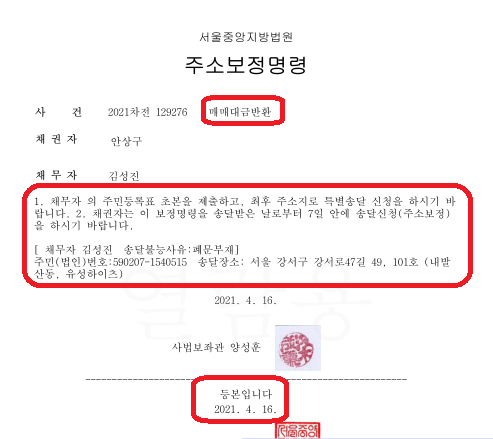 서울중앙지방법원
주소보정명령
사 건 2021차전 129276 매매대금반환
채 권 자 안상구
채 무 자 김성진
1. 채무자 의 주민등록표 초본을 제출하고, 최후 주소지로 특별송달 신청을 하시기 바
랍니다. 2. 채권자는 이 보정명령을 송달받은 날로부터 7일 안에 송달신청(주소보정)
을 하시기 바랍니다.
[ 채무자 김성진 송달불능사유:폐문부재]
주민(법인)번호:590207-1540515 송달장소: 서울 강서구 강서로47길 49, 101호 (내발
산동, 유성하이츠)
2021. 4. 16.
사법보좌관 양성훈
등본입니다
2021. 4. 16.